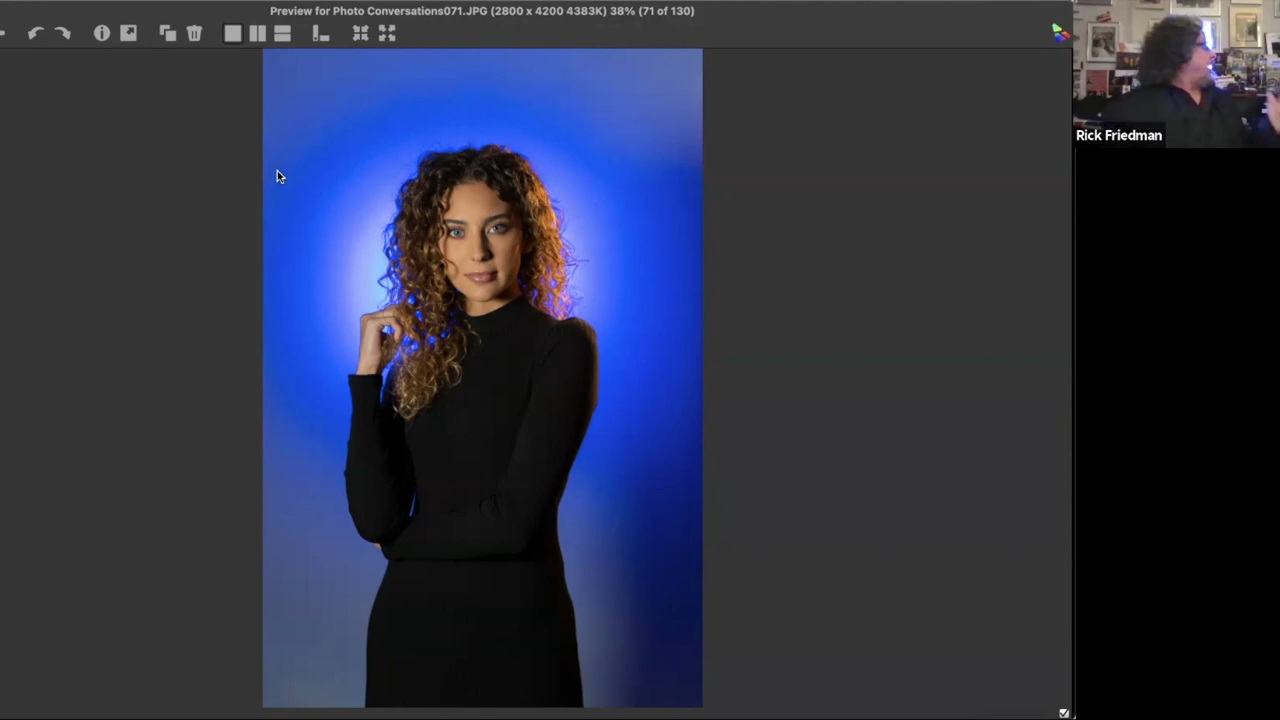 Preview for Photo Conversations071.JPG (2800 x 4200 4383K) 38% (71 of 130)
Rick Friedman